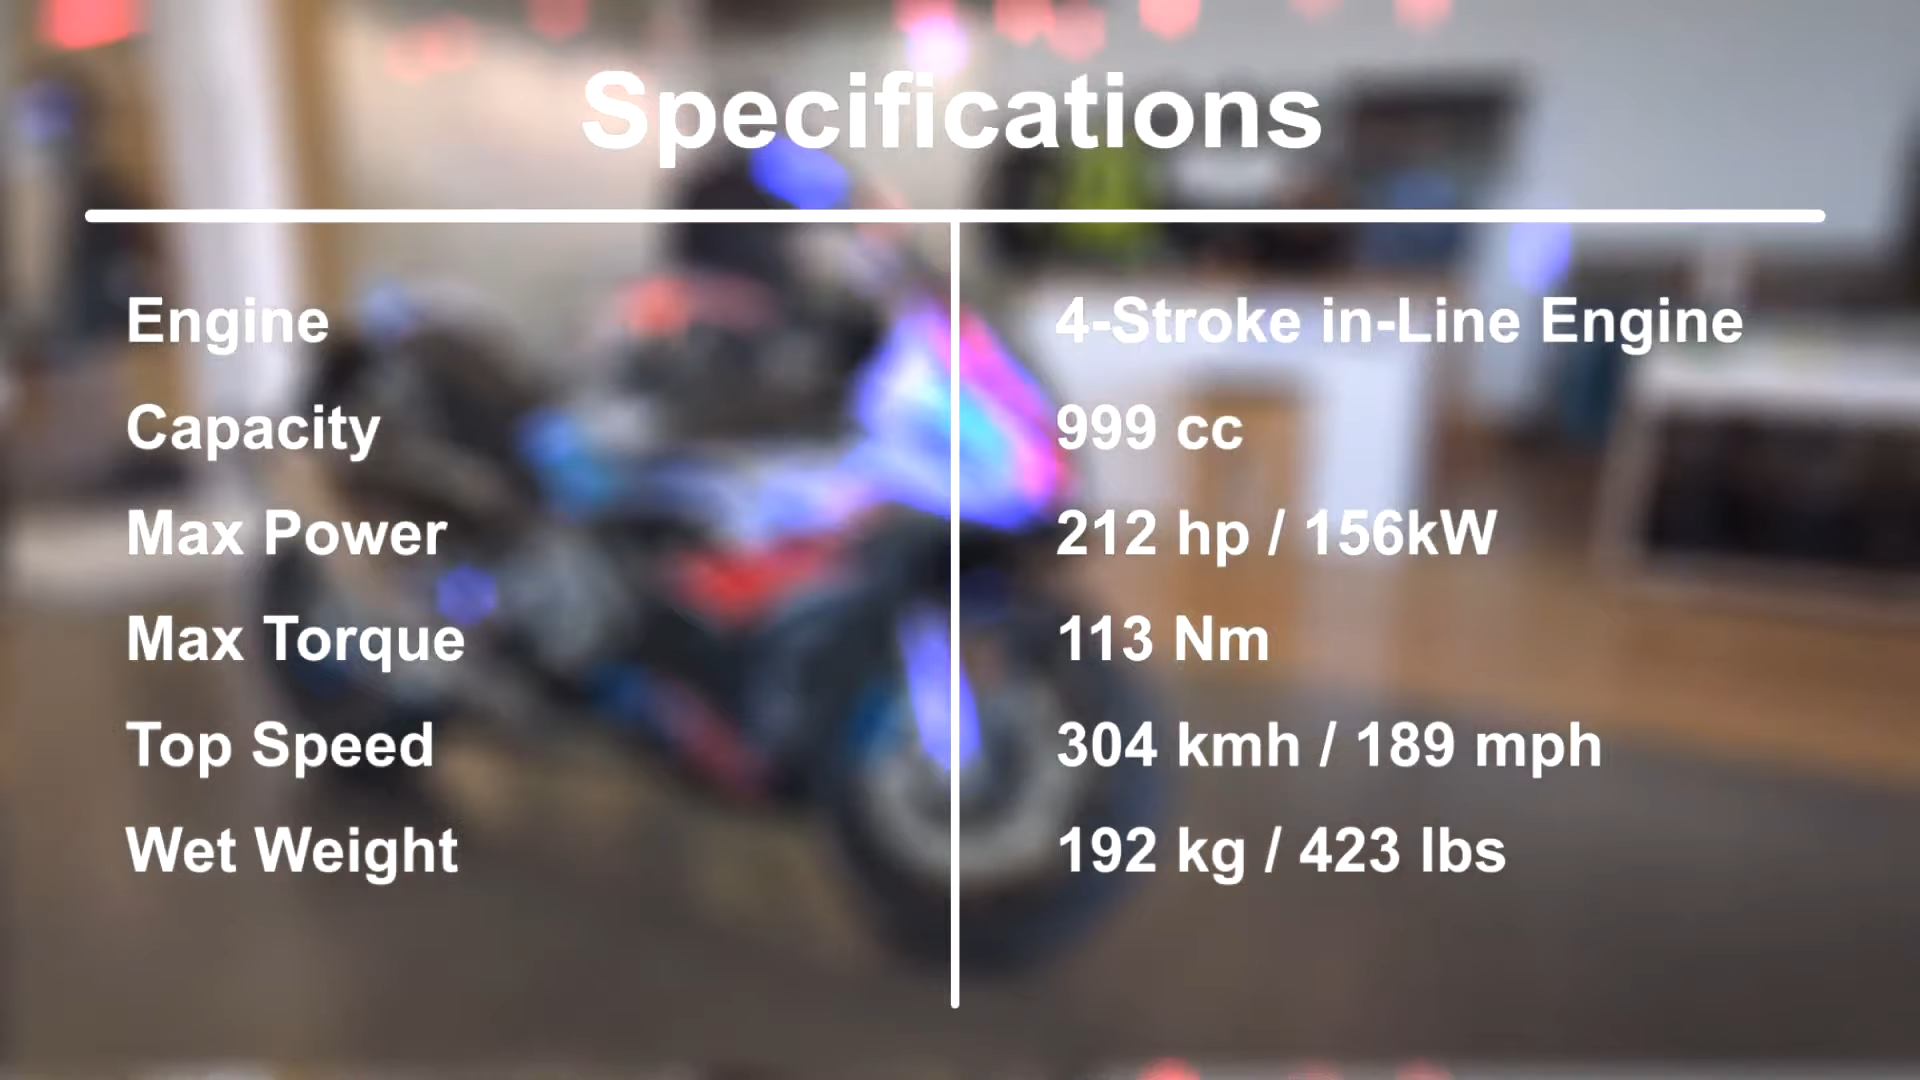 Specifications
Engine 4-Stroke in-Line Engine
Capacity 999 cc
Max Power 212 hp / 156kW
Max Torque 113 Nm
Top Speed 304 kmh / 189 mph
Wet Weight 192 kg / 423 lbs